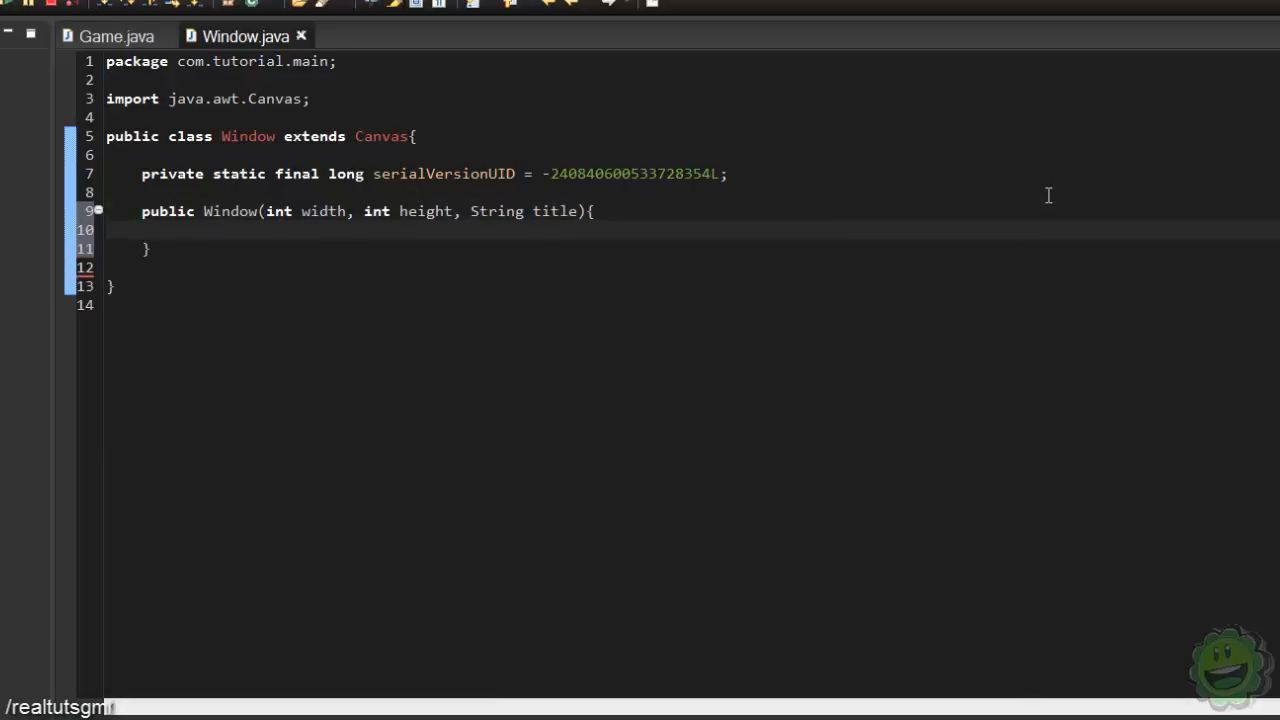 Game.java
Window.java
1 package com.tutorial.main;
2
3 import java.awt.Canvas;
4
5 public class Window extends Canvas{
6
7 private static final long serialVersionUID = -240840600533728354L;
8
9 public Window(int width, int height, String title){
10
11 }
12
13 }
14
/realtutsgm